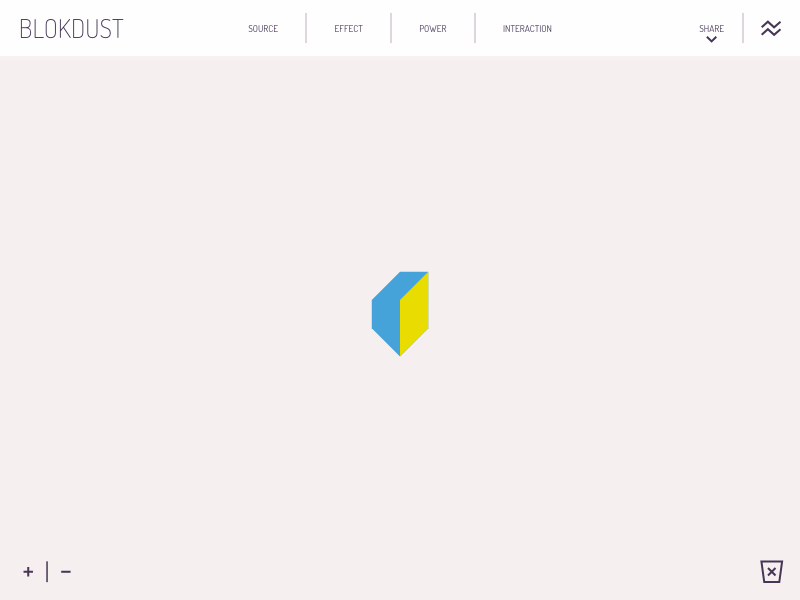 BLOKDUST
SOURCE
EFFECT
POWER
INTERACTION
SHARE